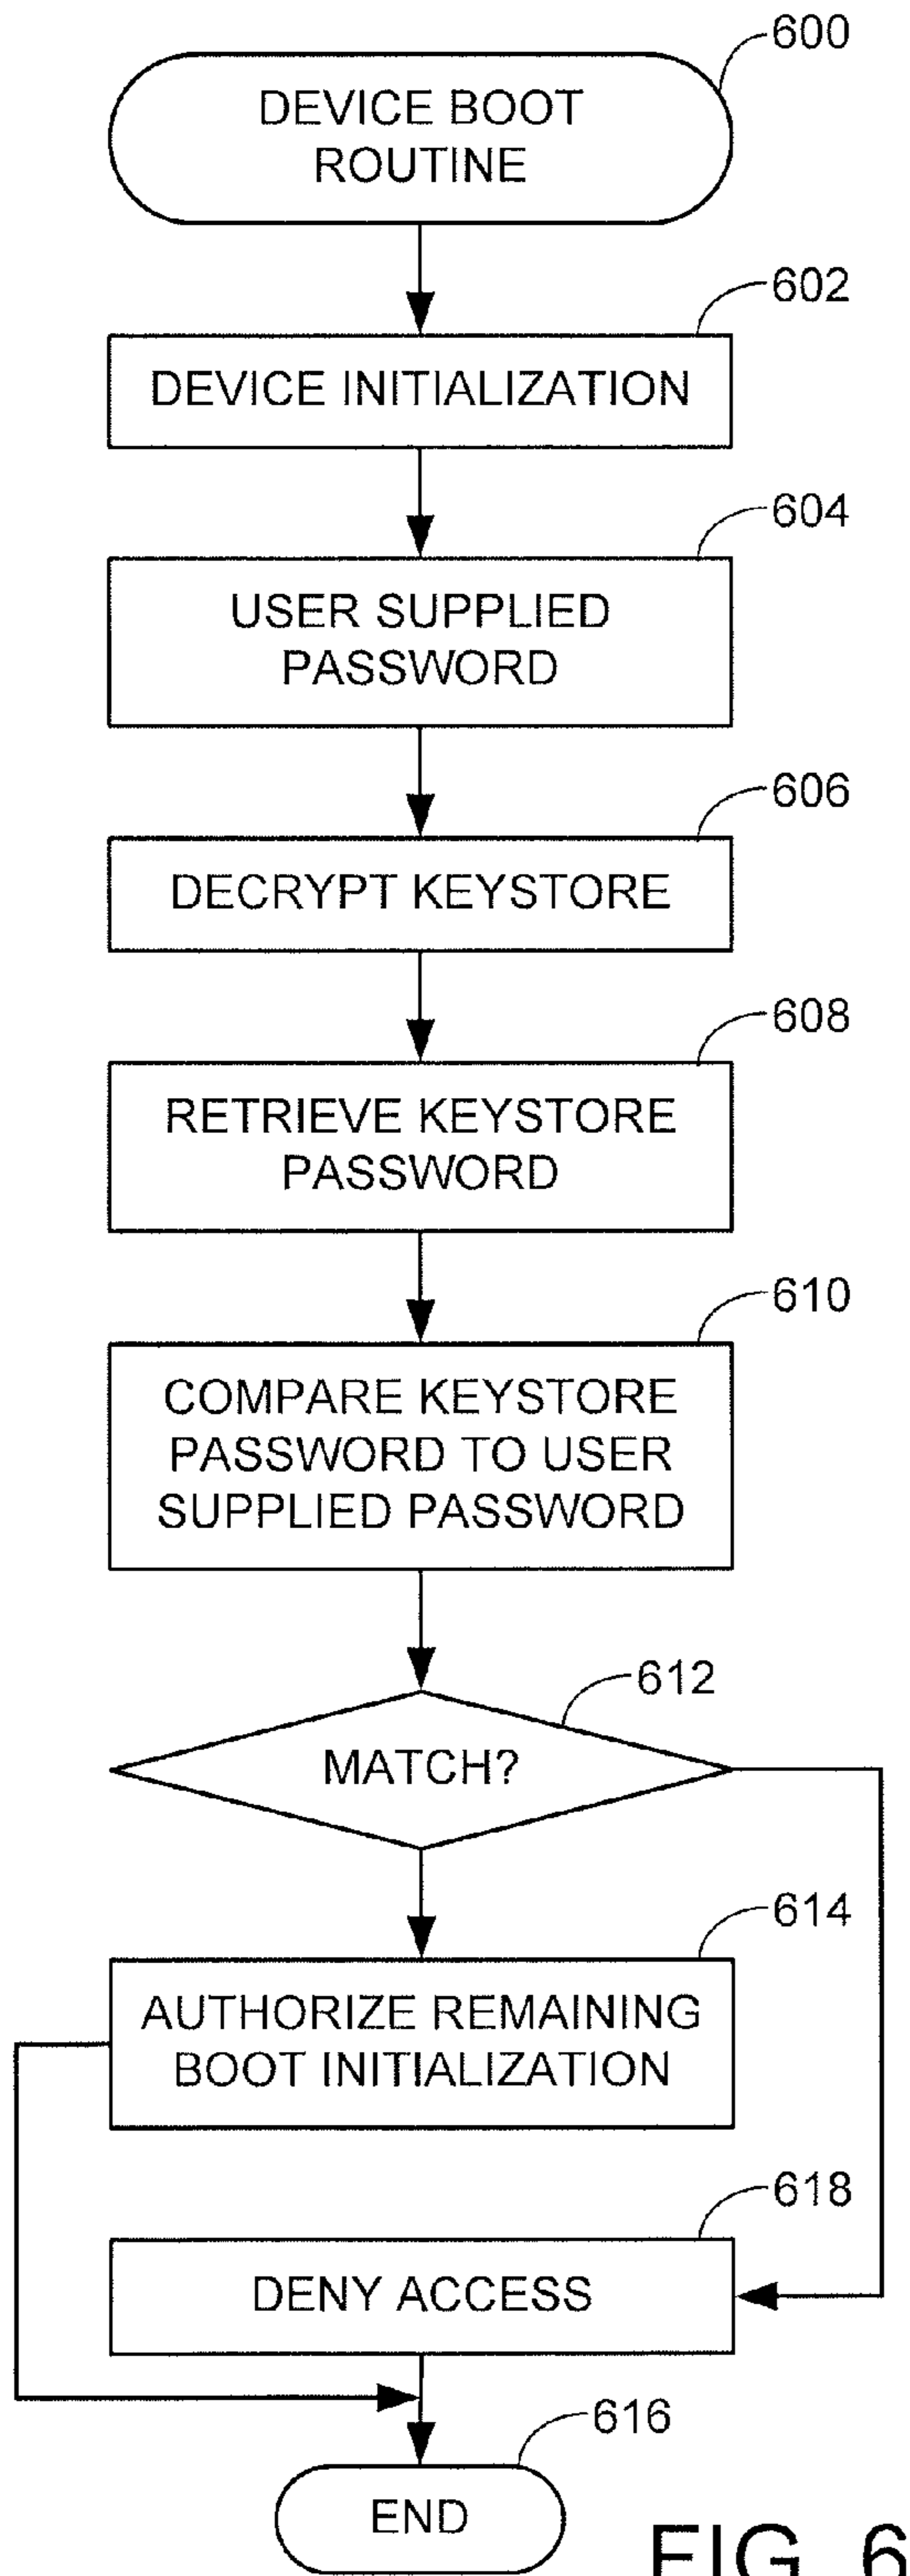 600
DEVICE BOOT
ROUTINE
602
DEVICE INITIALIZATION
604
USER SUPPLIED
PASSWORD
606
DECRYPT KEYSTORE
608
RETRIEVE KEYSTORE
PASSWORD
610
COMPARE KEYSTORE
PASSWORD TO USER
SUPPLIED PASSWORD
612
MATCH?
614
AUTHORIZE REMAINING
BOOT INITIALIZATION
618
DENY ACCESS
616
END
FIG. 6